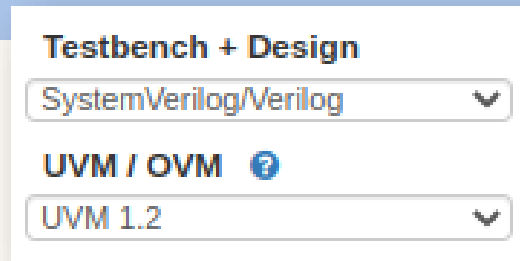 Testbench + Design
SystemVerilog/Verilog
UVM / OVM ?
UVM 1.2